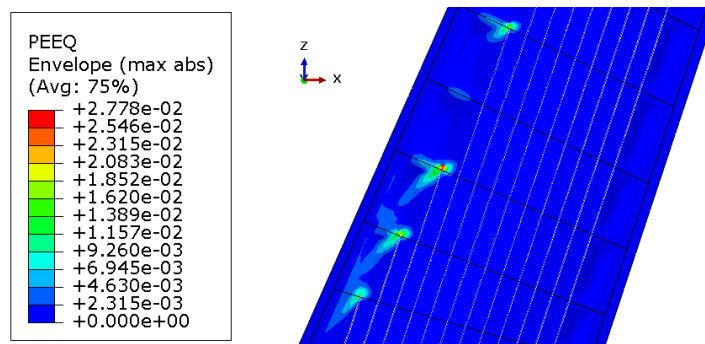 PEEQ
Envelope (max abs)
(Avg: 75%)
+2.778e-02
+2.546e-02
+2.315e-02
+2.083e-02
+1.852e-02
+1.620e-02
+1.389e-02
+1.157e-02
+9.260e-03
+6.945e-03
+4.630e-03
+2.315e-03
+0.000e+00
Z
X